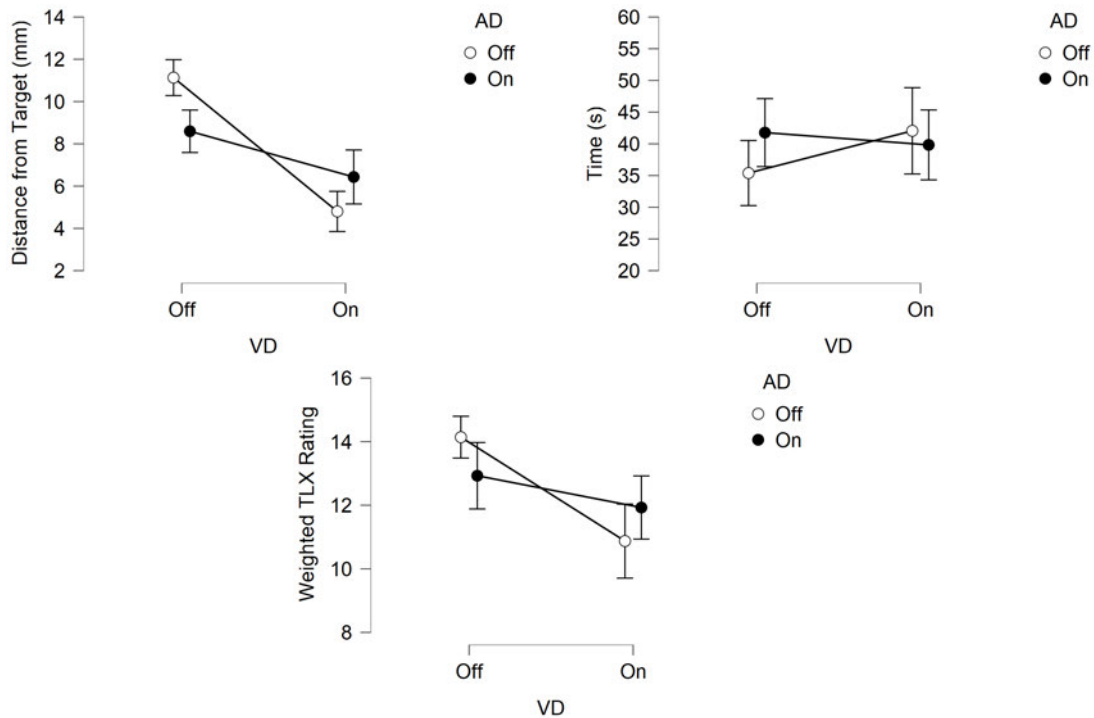 Distance from Target (mm)
14
12
10
8
6
4
2
Off
On
VD
AD
Off
On
Time (s)
60
55
50
45
40
35
30
25
20
Off
On
VD
AD
Off
On
Weighted TLX Rating
16
14
12
10
8
Off
On
VD
AD
Off
On